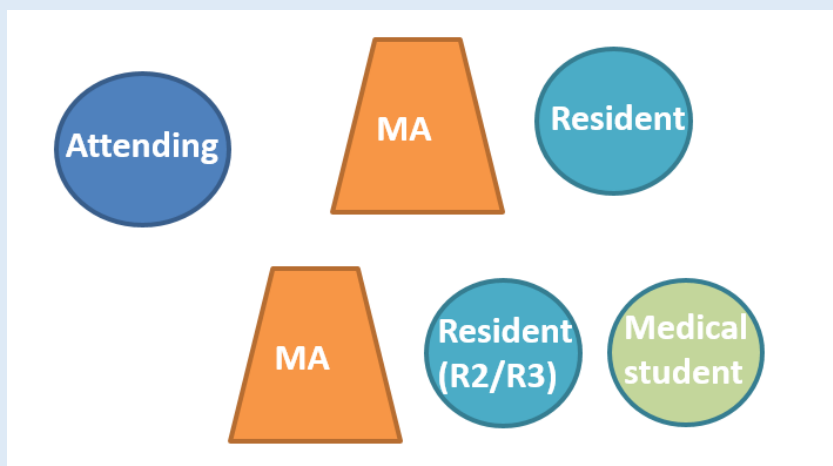 Attending
MA
Resident
MA
Resident
(R2/R3)
Medical
student